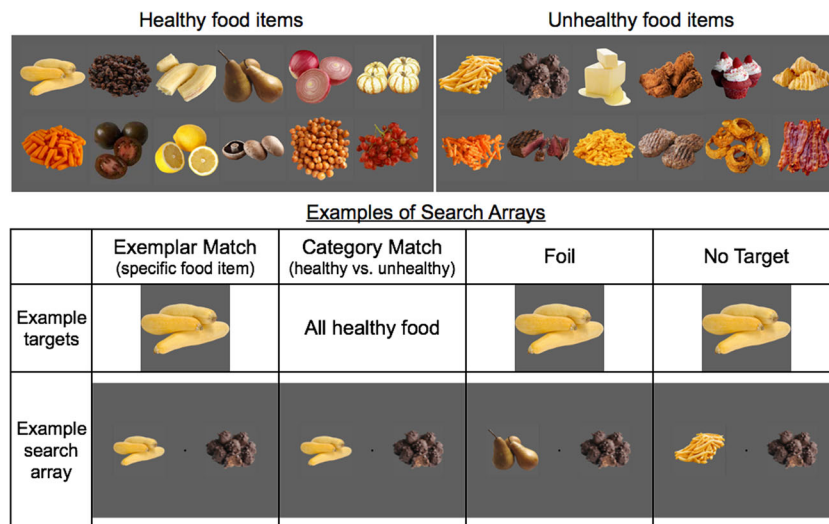 Healthy food items
Unhealthy food items
Examples of Search Arrays
Exemplar Match
(specific food item)
Category Match
(healthy vs. unhealthy)
Foil
No Target
Example
targets
All healthy food
Example
search
array